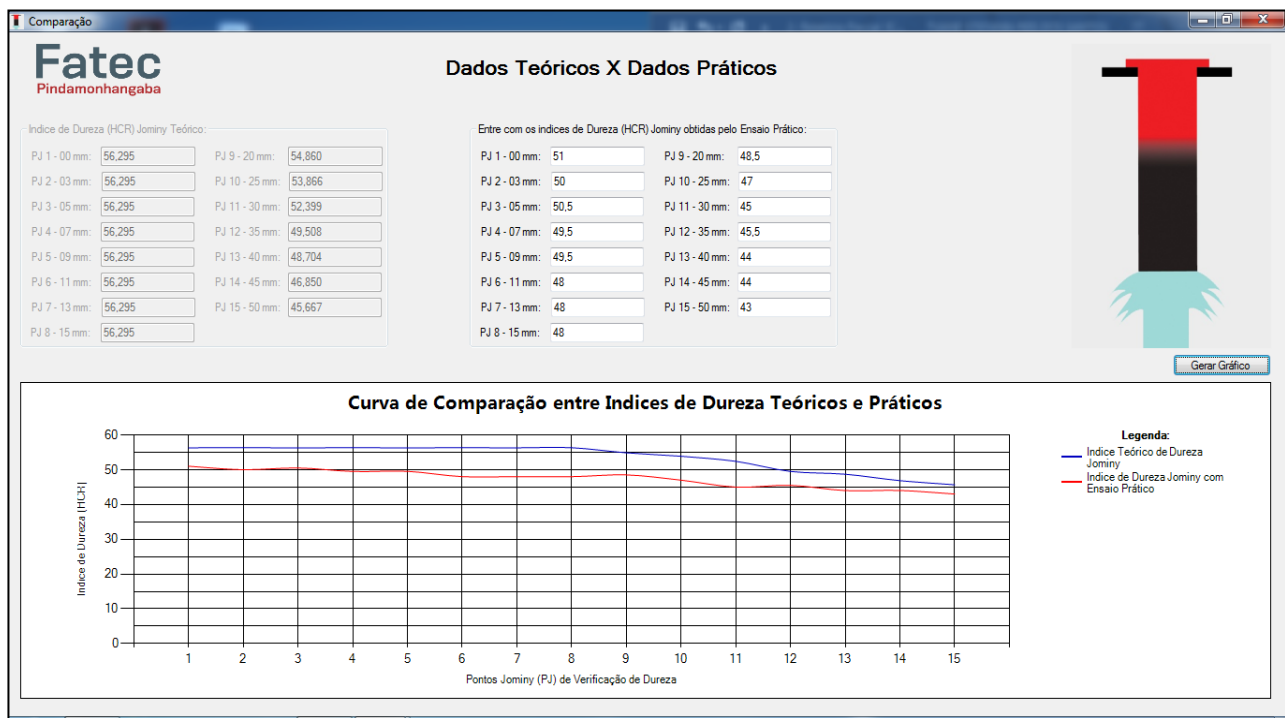 Comparação
Fatec
Pindamonhangaba
Dados Teóricos X Dados Práticos
Indice de Dureza (HCR) Jominy Teórico:
PJ 1 - 00 mm: 56,295 PJ 9 - 20 mm: 54,860
PJ 2 - 03 mm: 56,295 PJ 10 - 25 mm: 53,866
PJ 3 - 05 mm: 56,295 PJ 11 - 30 mm: 52,399
PJ 4 - 07 mm: 56,295 PJ 12 - 35 mm: 49,508
PJ 5 - 09 mm: 56,295 PJ 13 - 40 mm: 48,704
PJ 6 - 11 mm: 56,295 PJ 14 - 45 mm: 46,850
PJ 7 - 13 mm: 56,295 PJ 15 - 50 mm: 45,667
PJ 8 - 15 mm: 56,295
Entre com os indices de Dureza (HCR) Jominy obtidas pelo Ensaio Prático:
PJ 1 - 00 mm: 51 PJ 9 - 20 mm: 48,5
PJ 2 - 03 mm: 50 PJ 10 - 25 mm: 47
PJ 3 - 05 mm: 50,5 PJ 11 - 30 mm: 45
PJ 4 - 07 mm: 49,5 PJ 12 - 35 mm: 45,5
PJ 5 - 09 mm: 49,5 PJ 13 - 40 mm: 44
PJ 6 - 11 mm: 48 PJ 14 - 45 mm: 44
PJ 7 - 13 mm: 48 PJ 15 - 50 mm: 43
PJ 8 - 15 mm: 48
Gerar Gráfico
Curva de Comparação entre Indices de Dureza Teóricos e Práticos
Indice de Dureza (HCR)
60
50
40
30
20
10
0
1 2 3 4 5 6 7 8 9 10 11 12 13 14 15
Pontos Jominy (PJ) de Verificação de Dureza
Legenda:
Indice Teórico de Dureza
Jominy
Indice de Dureza Jominy com
Ensaio Prático